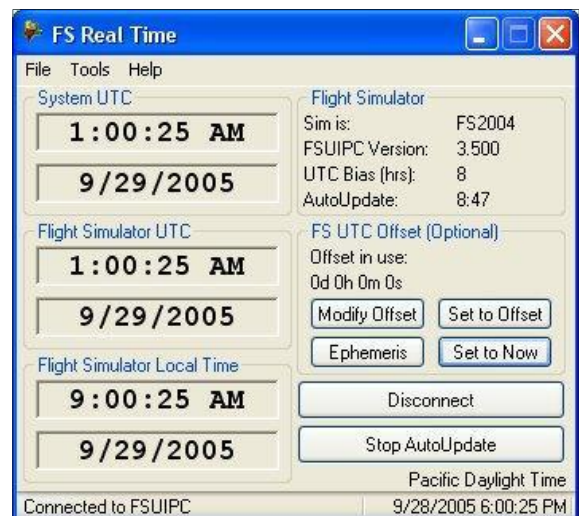 FS Real Time
File Tools Help
System UTC
1:00:25 AM
9/29/2005
Flight Simulator UTC
1:00:25 AM
9/29/2005
Flight Simulator Local Time
9:00:25 AM
9/29/2005
Flight Simulator
Sim is: FS2004
FSUIPC Version: 3.500
UTC Bias (hrs): 8
AutoUpdate: 8:47
FS UTC Offset (Optional)
Offset in use:
0d 0h 0m 0s
Modify Offset Set to Offset
Ephemeris Set to Now
Disconnect
Stop AutoUpdate
Pacific Daylight Time
Connected to FSUIPC 9/28/2005 6:00:25 PM